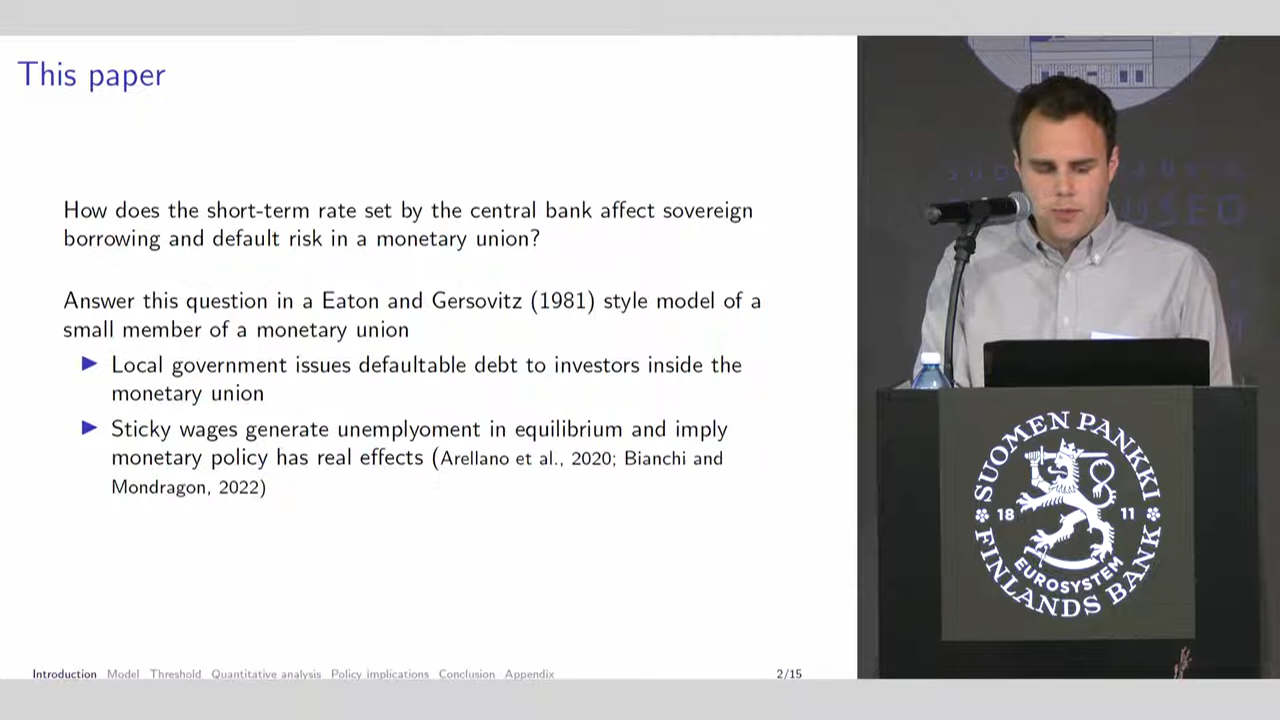 This paper
How does the short-term rate set by the central bank affect sovereign
borrowing and default risk in a monetary union?
Answer this question in a Eaton and Gersovitz (1981) style model of a
small member of a monetary union
Local government issues defaultable debt to investors inside the
monetary union
Sticky wages generate unemplyoment in equilibrium and imply
monetary policy has real effects (Arellano et al., 2020; Bianchi and
Mondragon, 2022)
Introduction Model Threshold Quantitative analysis Policy implications Conclusion Appendix
2/15
SUOMEN PANKKI
18 11
EUROSYSTEM
FINLANDS BANK